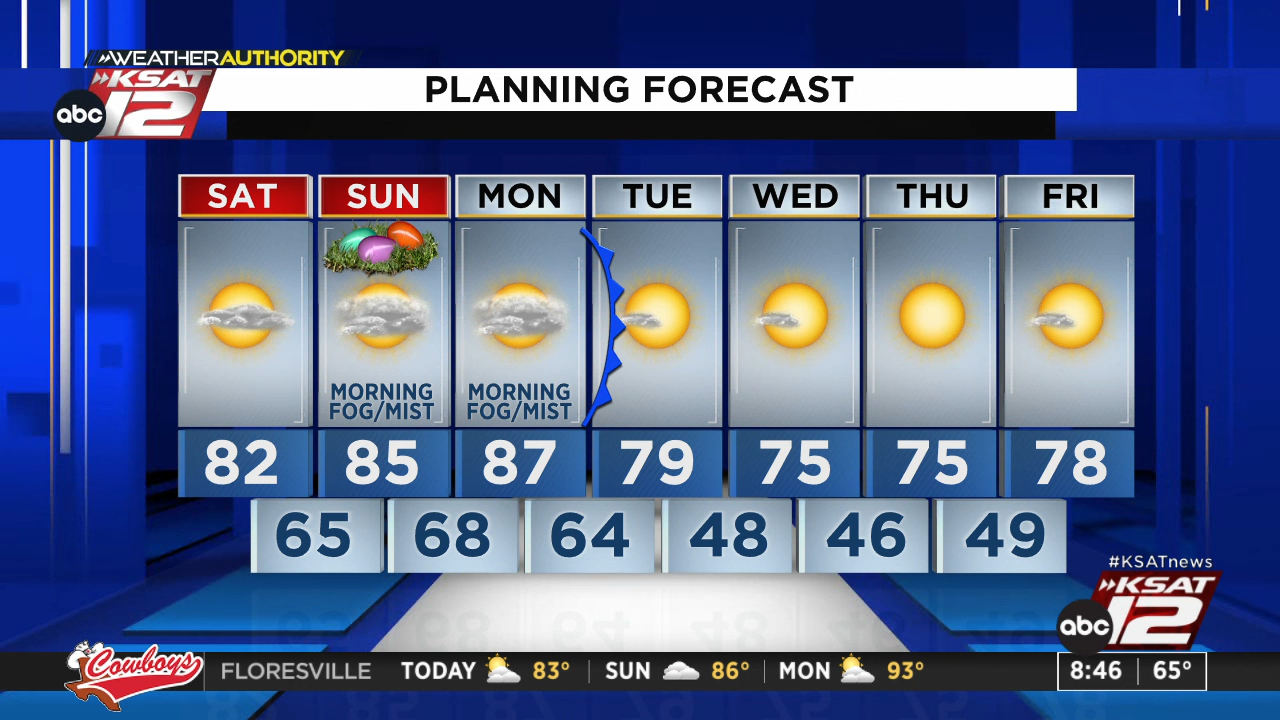 WEATHERAUTHORITY
KSAT
abc 12
PLANNING FORECAST
SAT SUN MON TUE WED THU FRI
MORNING FOG/MIST
MORNING FOG/MIST
82 85 87 79 75 75 78
65 68 64 48 46 49
#KSATnews
KSAT
abc 12
Cowboys FLORESVILLE TODAY 83° SUN 86° MON 93° 8:46 65°